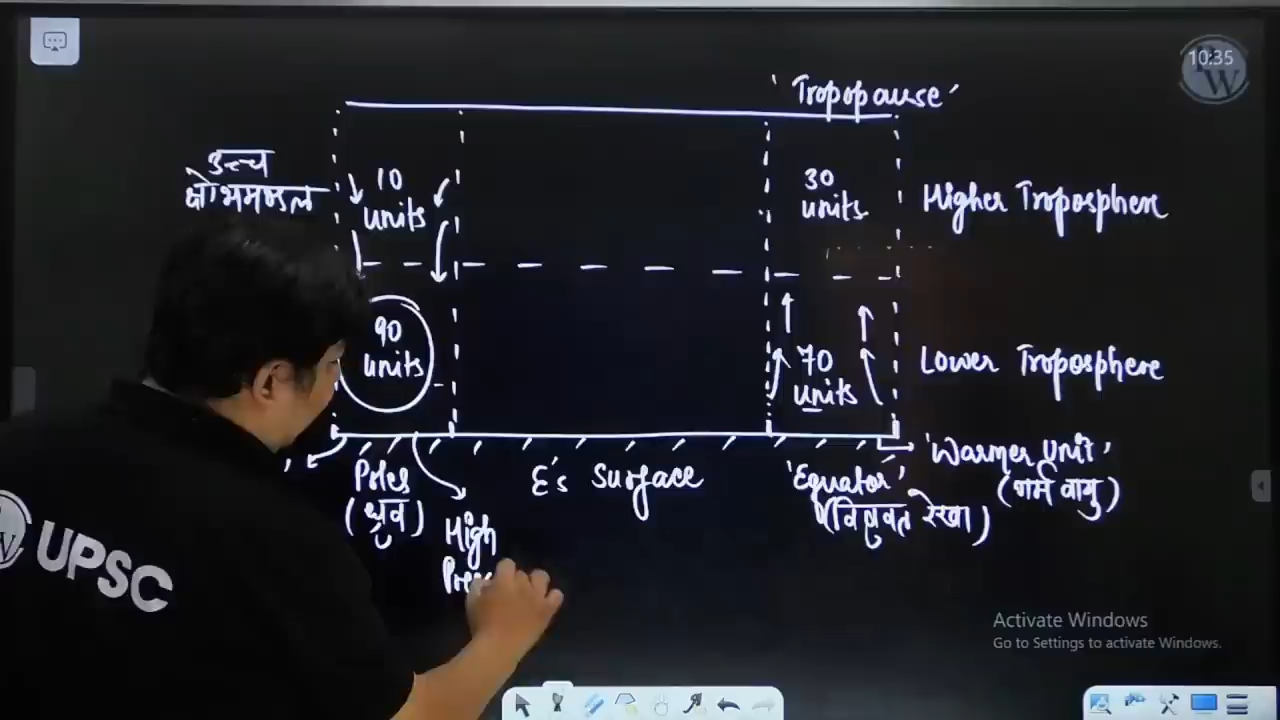 10:35
'Tropopause'
उच्च
क्षोभमण्डल
10
units
30
units
Higher Troposphere
90
units
70
units
Lower Troposphere
Poles
(ध्रुव)
E's Surface
'Equator'
(विषुवत रेखा)
'Warmer Unit'
(गर्म वायु)
High
UPSC
Activate Windows
Go to Settings to activate Windows.